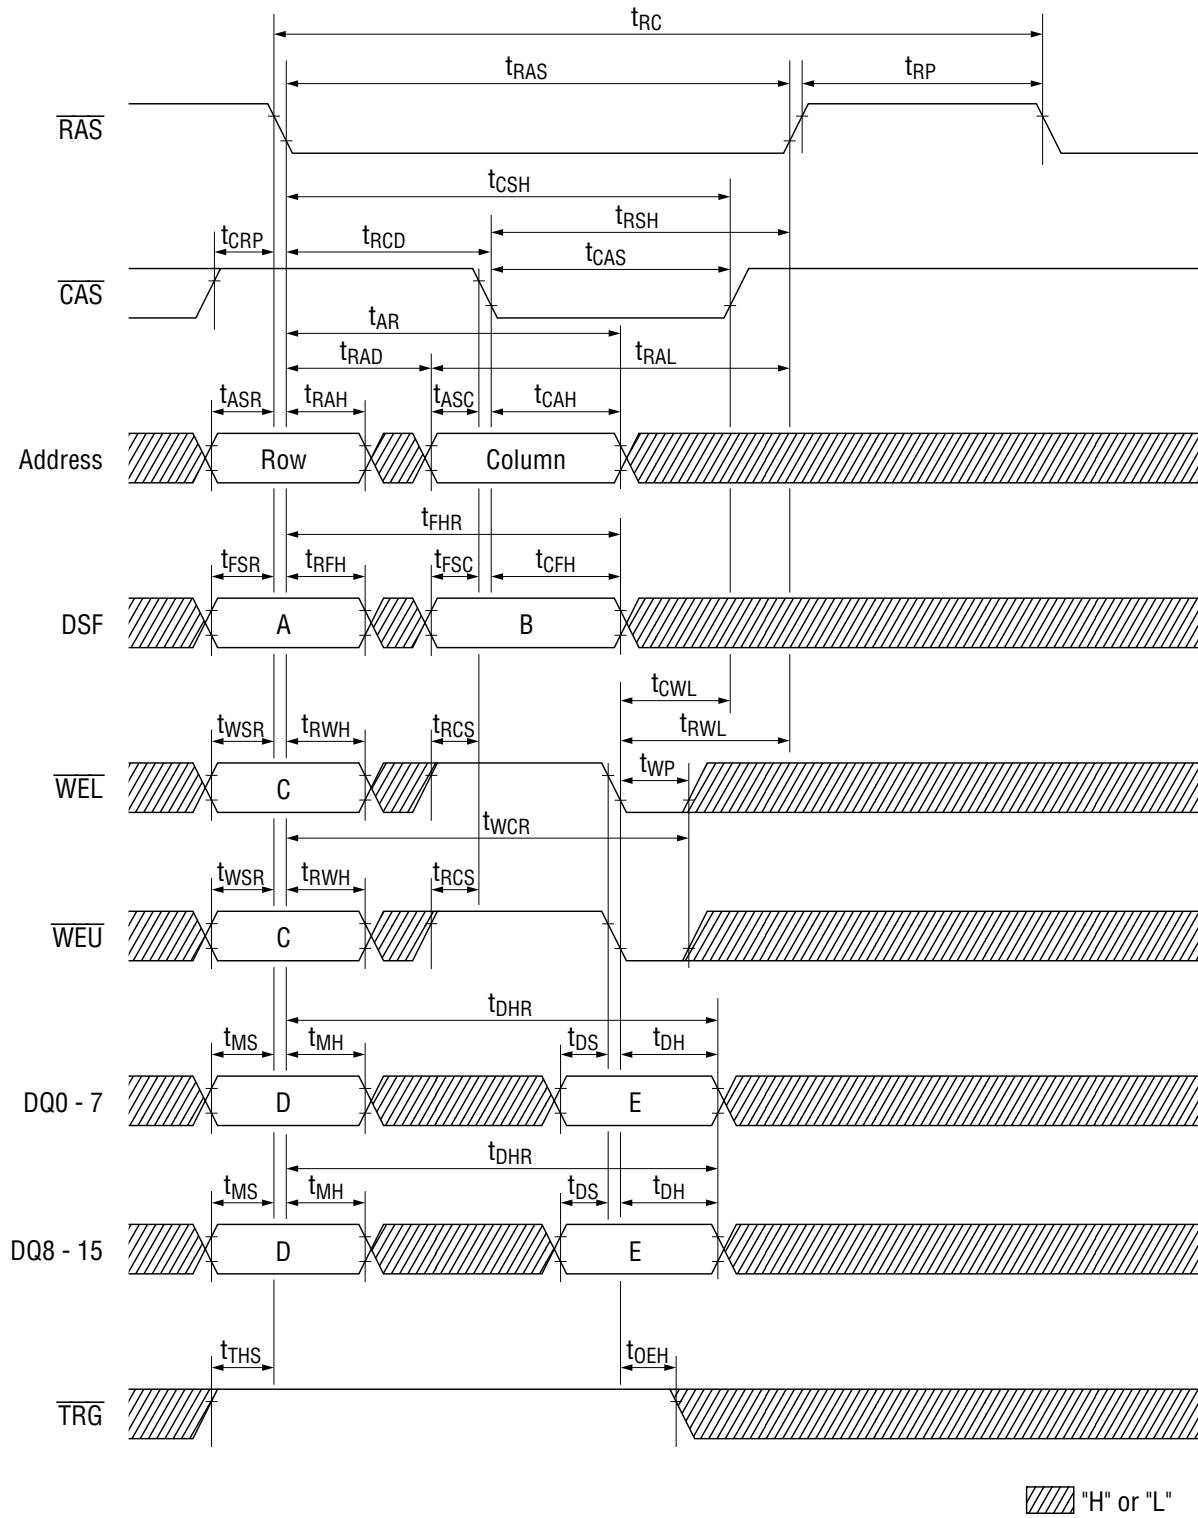 tRC
tRAS tRP
RAS
tCSH
tRSH
tCRP tRCD tCAS
CAS
tAR
tRAD tRAL
tASR tRAH tASC tCAH
Address Row Column
tFHR
tFSR tRFH tFSC tCFH
DSF A B
tCWL
tWSR tRWH tRCS tRWL
tWP
WEL C
tWCR
tWSR tRWH tRCS
WEU C
tDHR
tMS tMH tDS tDH
DQ0 - 7 D E
tDHR
tMS tMH tDS tDH
DQ8 - 15 D E
tTHS tOEH
TRG
"H" or "L"